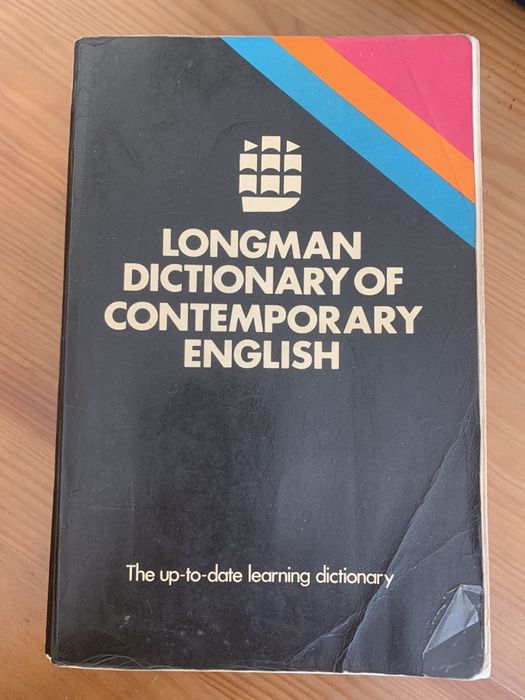 LONGMAN
DICTIONARY OF
CONTEMPORARY
ENGLISH
The up-to-date learning dictionary